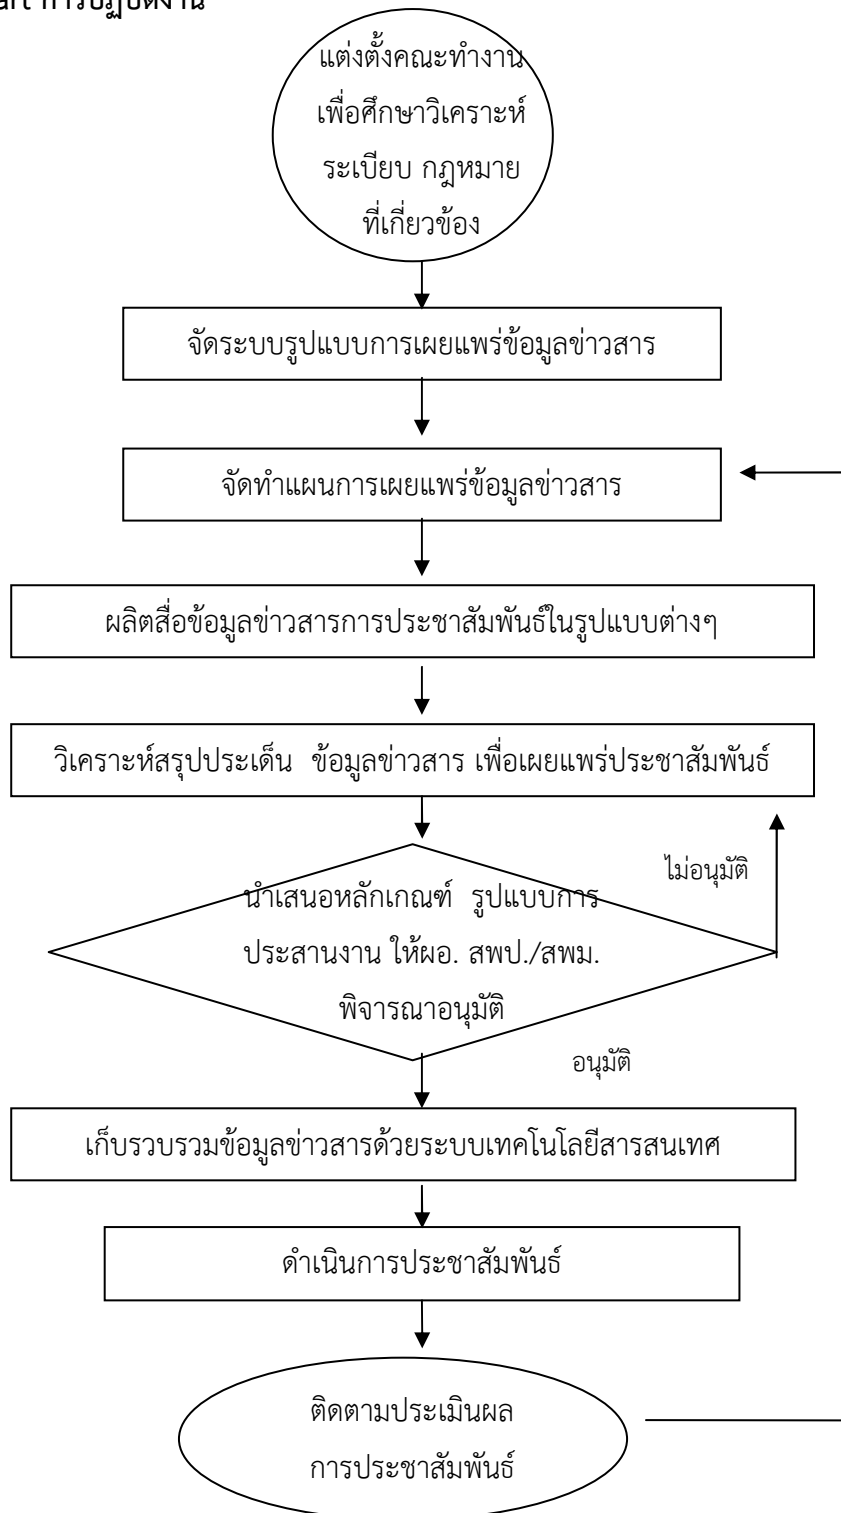 การปฏิบัติงาน
แต่งตั้งคณะทำงาน
เพื่อศึกษาวิเคราะห์
ระเบียบ กฎหมาย
ที่เกี่ยวข้อง
จัดระบบรูปแบบการเผยแพร่ข้อมูลข่าวสาร
จัดทำแผนการเผยแพร่ข้อมูลข่าวสาร
ผลิตสื่อข้อมูลข่าวสารการประชาสัมพันธ์ในรูปแบบต่างๆ
วิเคราะห์สรุปประเด็น ข้อมูลข่าวสาร เพื่อเผยแพร่ประชาสัมพันธ์
ไม่อนุมัติ
นำเสนอหลักเกณฑ์ รูปแบบการ
ประสานงาน ให้ผอ. สพป./สพม.
พิจารณาอนุมัติ
อนุมัติ
เก็บรวบรวมข้อมูลข่าวสารด้วยระบบเทคโนโลยีสารสนเทศ
ดำเนินการประชาสัมพันธ์
ติดตามประเมินผล
การประชาสัมพันธ์